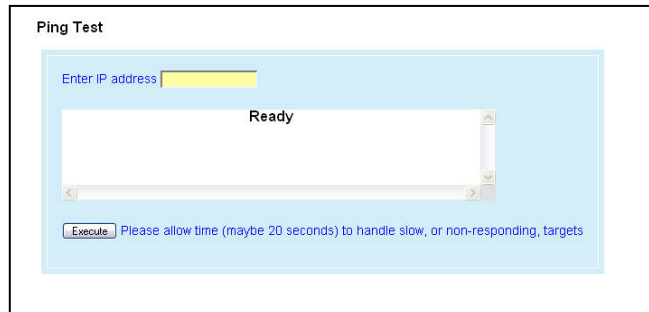 Ping Test
Enter IP address
Ready
Execute Please allow time (maybe 20 seconds) to handle slow, or non-responding, targets